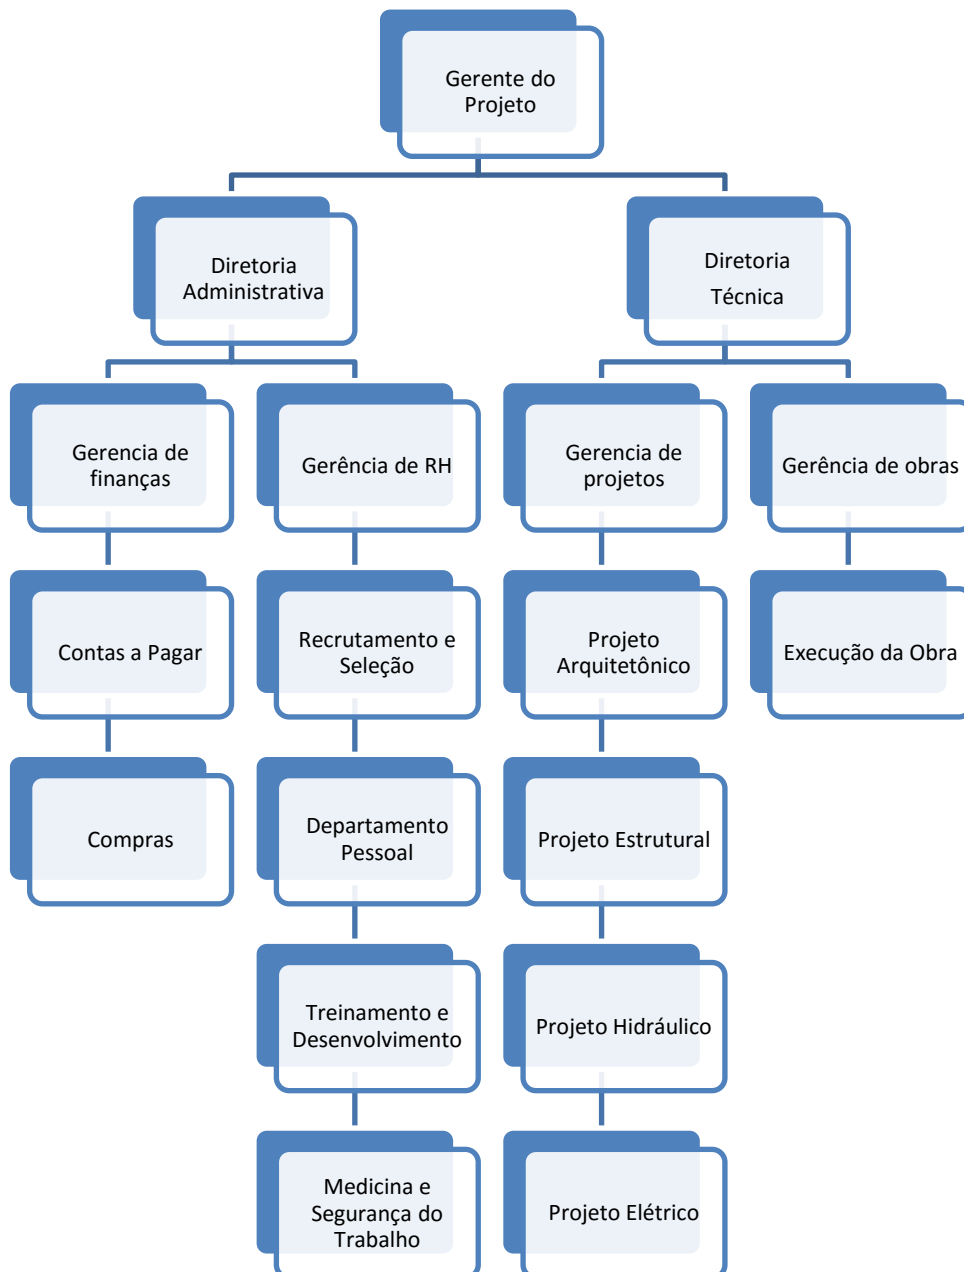 Gerente do
Projeto
Diretoria
Administrativa
Diretoria
Técnica
Gerencia de
finanças
Gerência de RH
Gerencia de
projetos
Gerência de obras
Contas a Pagar
Recrutamento e
Seleção
Projeto
Arquitetônico
Execução da Obra
Compras
Departamento
Pessoal
Projeto Estrutural
Treinamento e
Desenvolvimento
Projeto Hidráulico
Medicina e
Segurança do
Trabalho
Projeto Elétrico